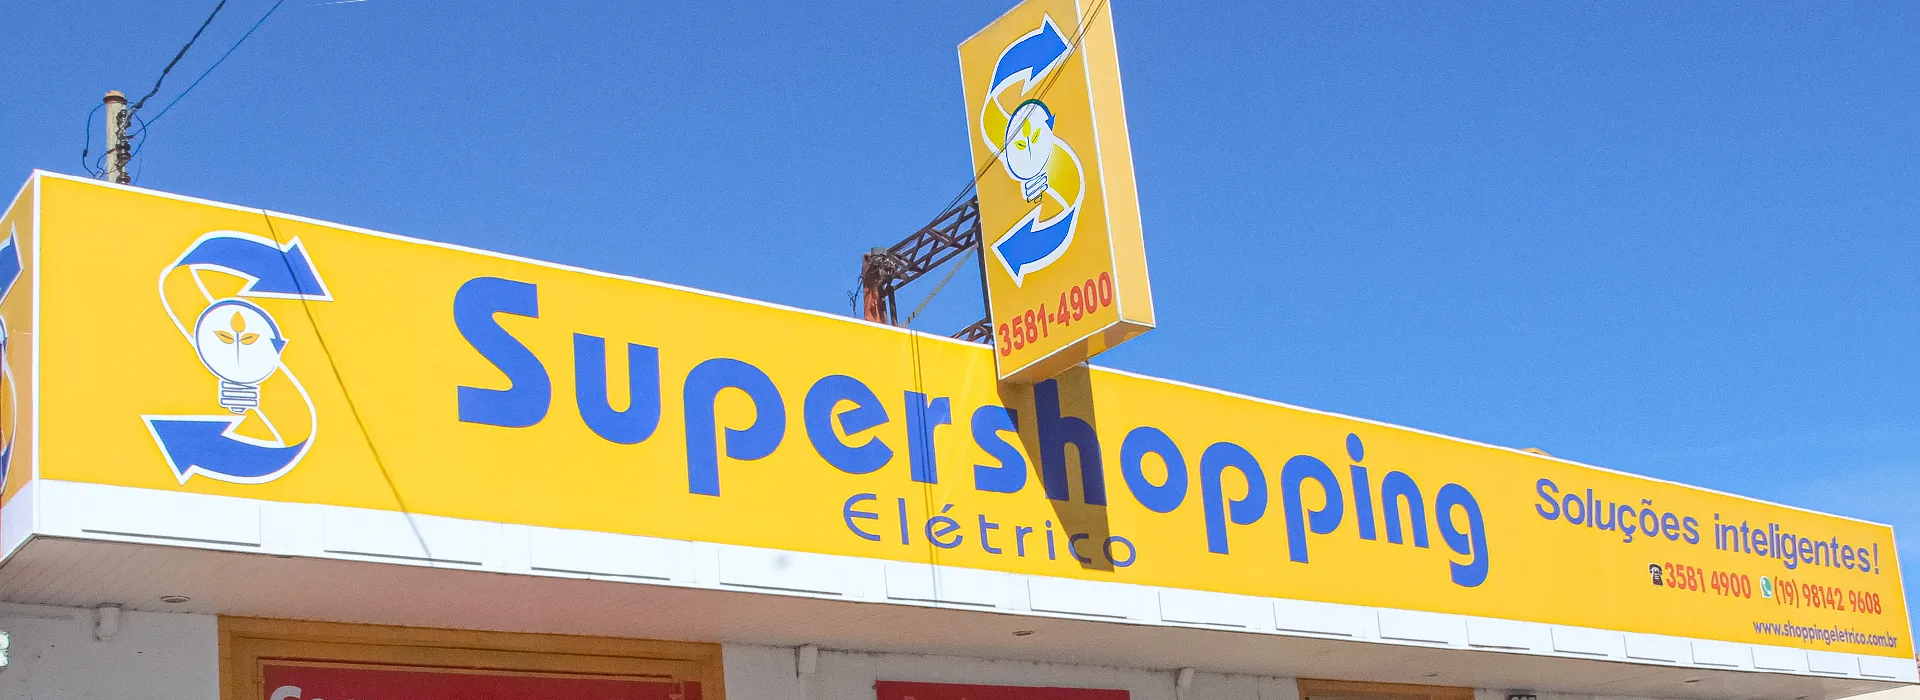 3581-4900
Supershopping
Elétrico
Soluções inteligentes!
3581 4900 (19) 98142 9608
www.shoppingeletrico.com.br